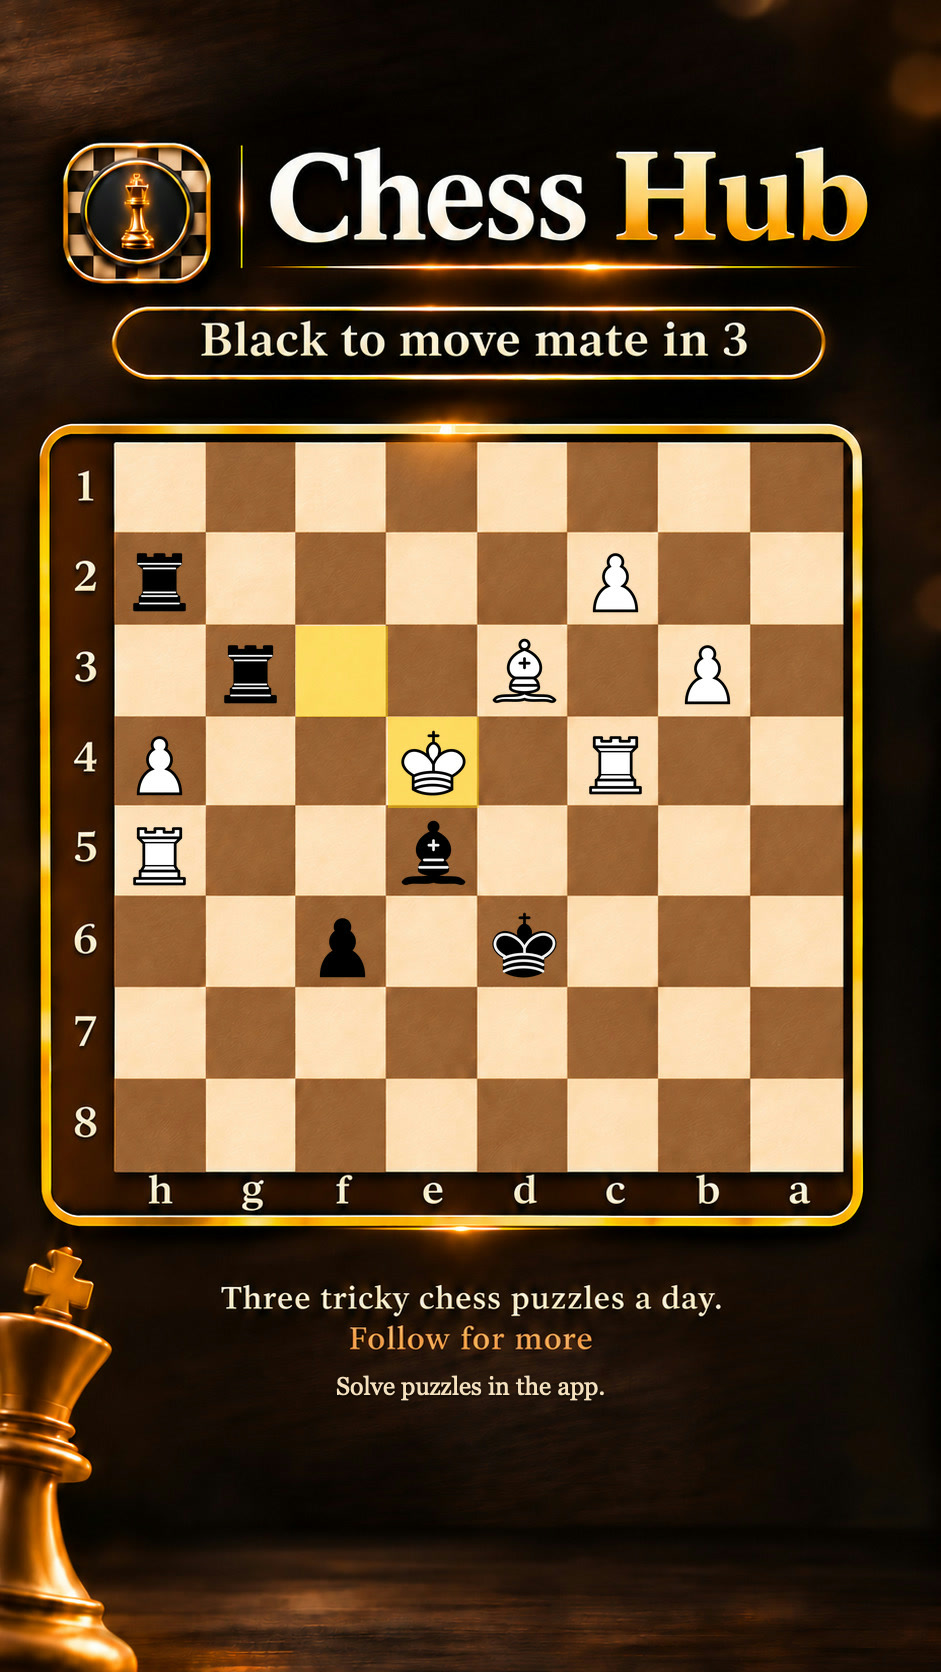 Chess Hub
Black to move mate in 3
1
2
3
4
5
6
7
8
h g f e d c b a
Three tricky chess puzzles a day.
Follow for more
Solve puzzles in the app.